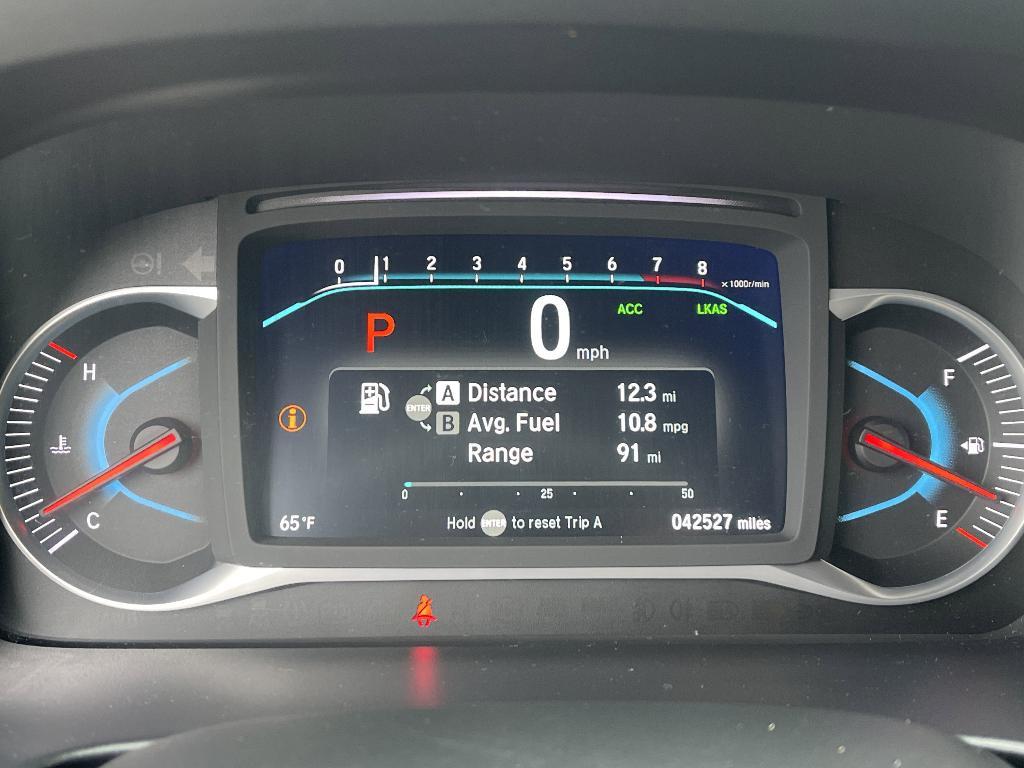 0 1 2 3 4 5 6 7 8 x1000r/min
P 0 mph ACC LKAS
H
F
ENTER A Distance 12.3 mi
B Avg. Fuel 10.8 mpg
Range 91 mi
0 25 50
C
E
65°F Hold ENTER to reset Trip A 042527 miles